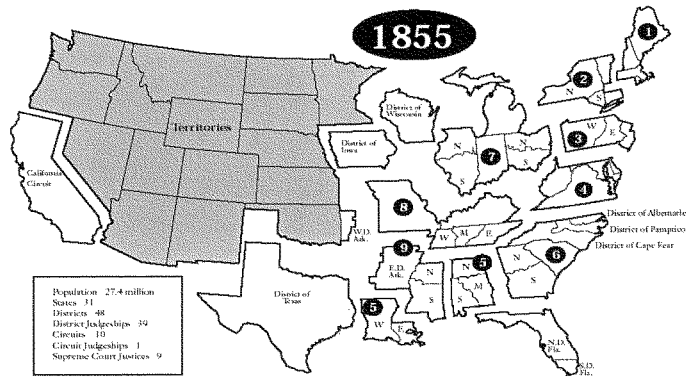 1855
1
2
N
S
3
W
E
District of
Wisconsin
Territories
District of
Iowa
7
N
S
N
S
4
California
Circuit
8
District of Albemarle
District of Pamptico
District of Cape Fear
W
M
E
W.D.
Ark.
9
E.D.
Ark.
N
S
5
N
M
S
6
N
S
Population 27.4 million
States 31
Districts 48
District Judgeships 39
Circuits 10
Circuit Judgeships 1
Supreme Court Justices 9
District of
Texas
5
W
E
N.D.
Fla.
S.D.
Fla.